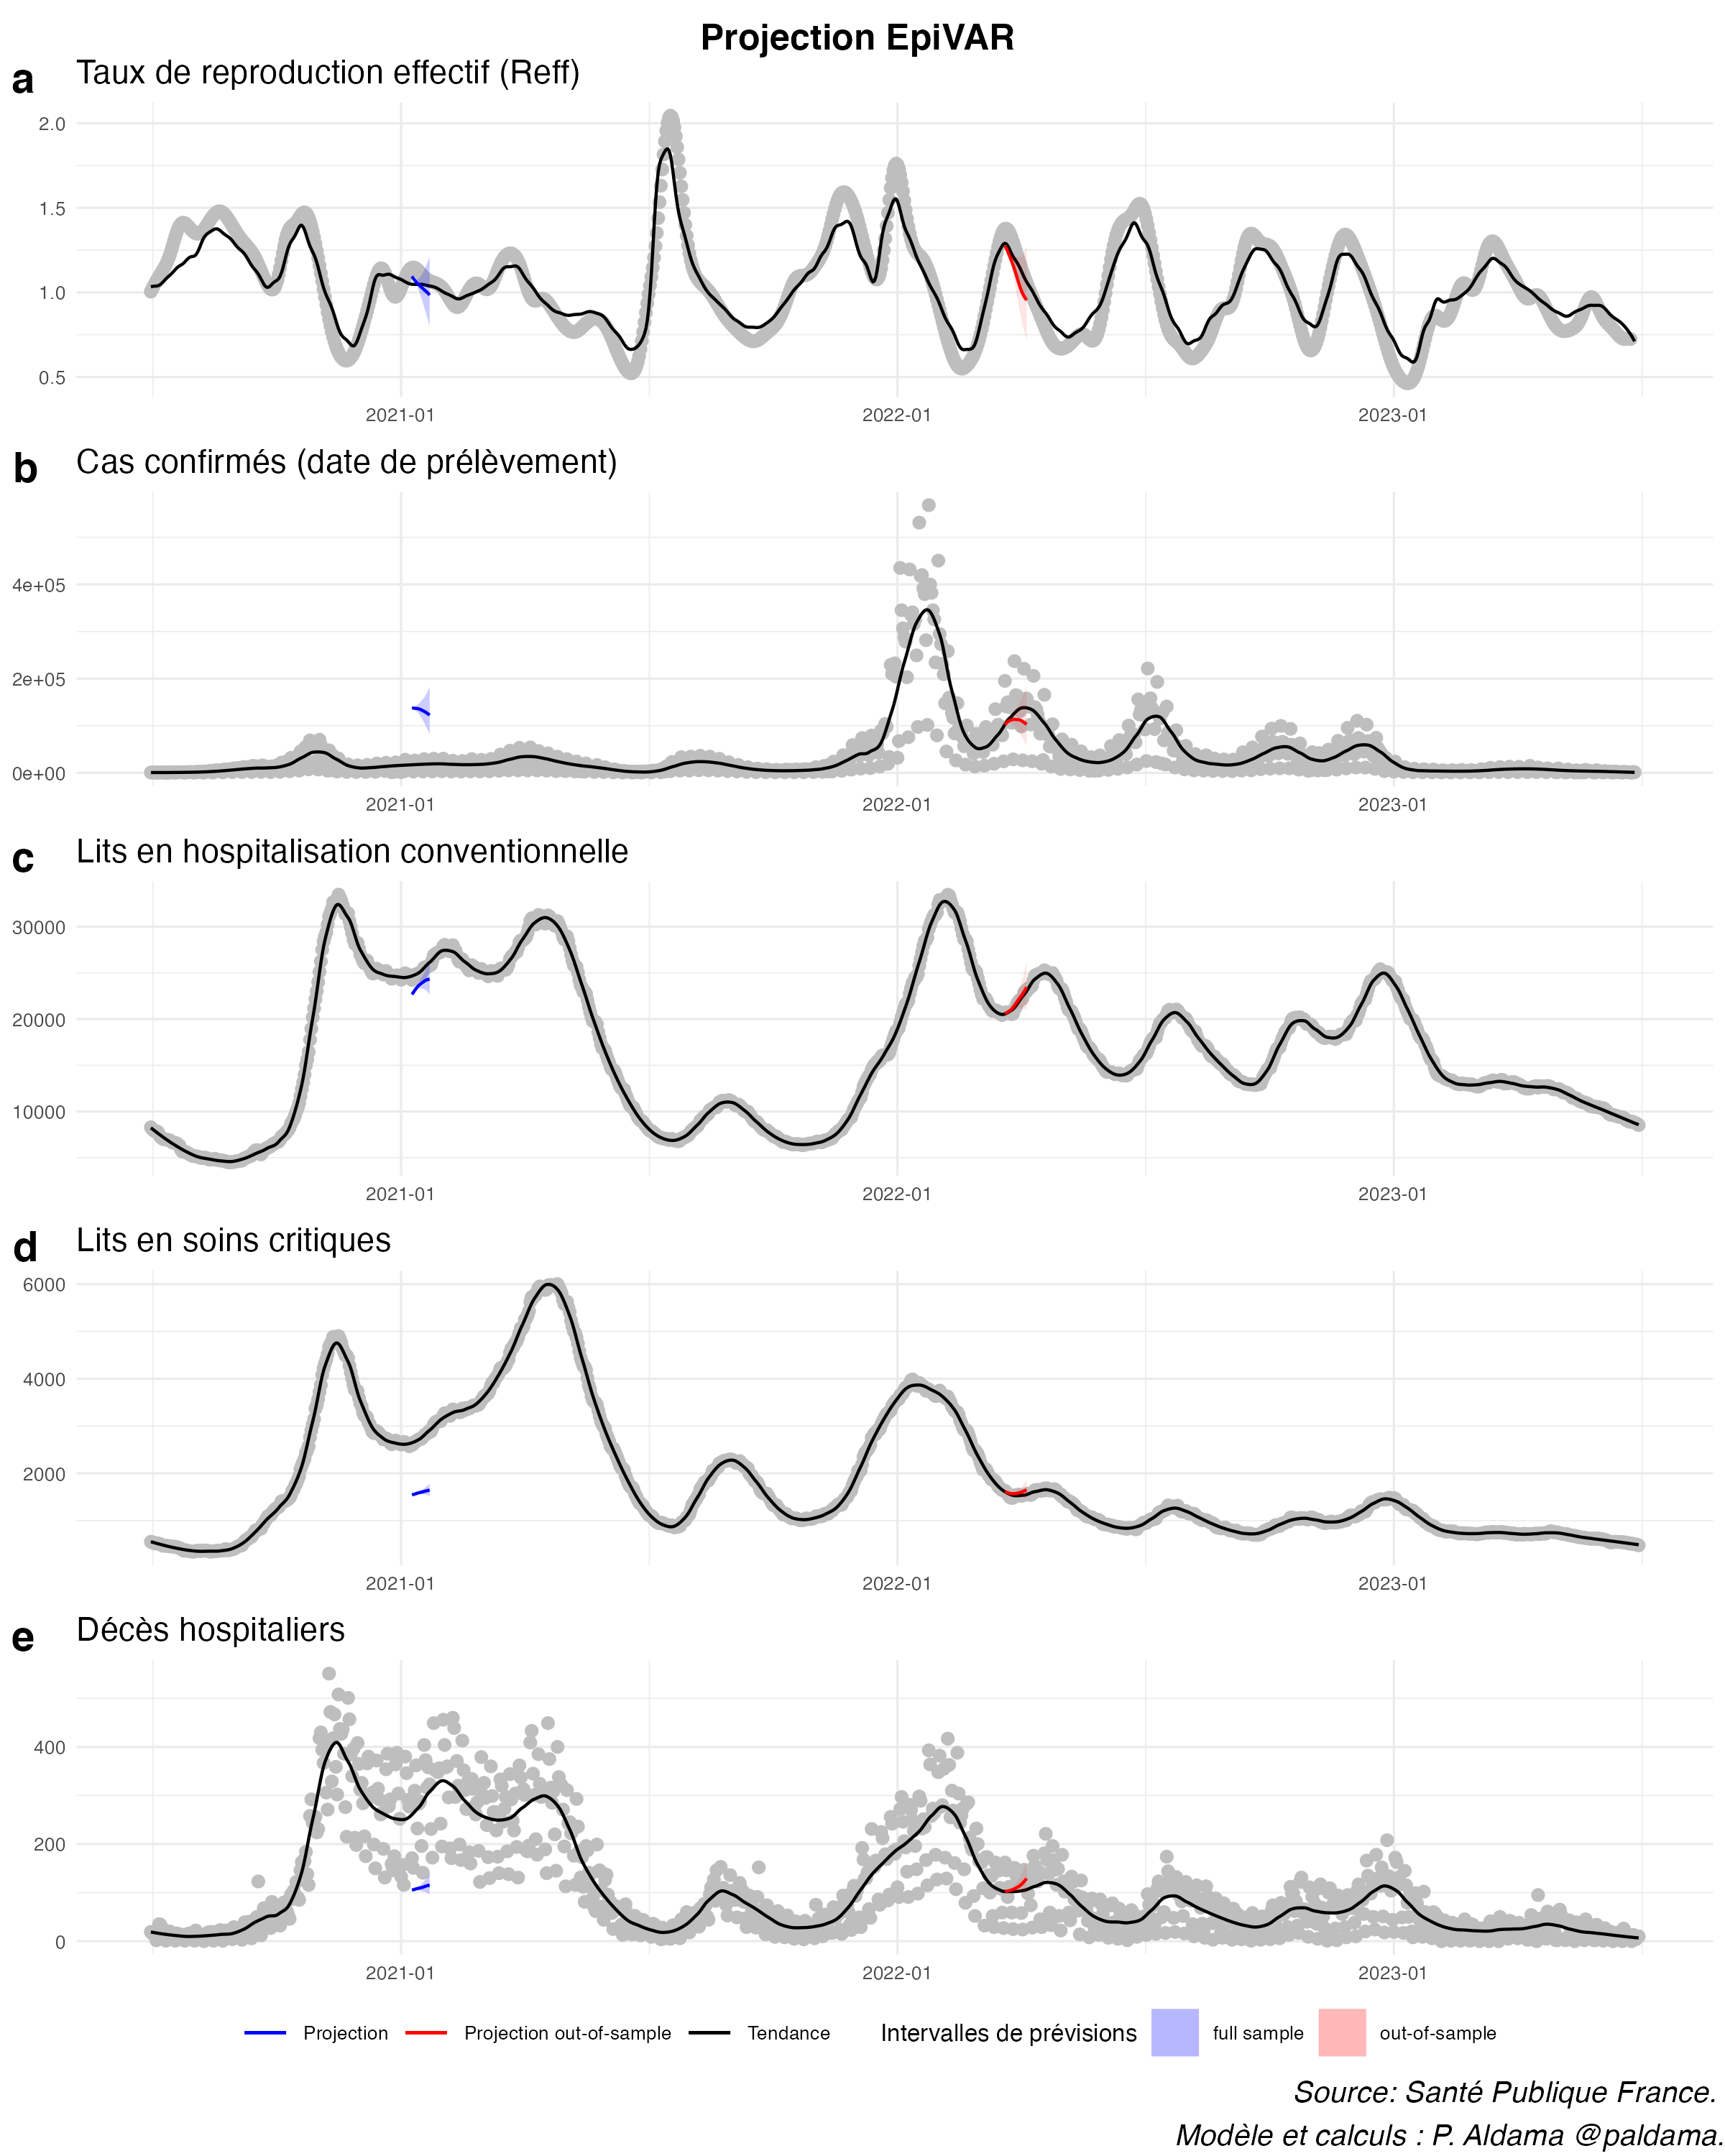 Projection EpiVAR
a Taux de reproduction effectif (Reff)
2.0
1.5
1.0
0.5
2021-01 2022-01 2023-01
b Cas confirmés (date de prélèvement)
4e+05
2e+05
0e+00
2021-01 2022-01 2023-01
c Lits en hospitalisation conventionnelle
30000
20000
10000
2021-01 2022-01 2023-01
d Lits en soins critiques
6000
4000
2000
2021-01 2022-01 2023-01
e Décès hospitaliers
400
200
0
2021-01 2022-01 2023-01
Projection Projection out-of-sample Tendance Intervalles de prévisions full sample out-of-sample
Source: Santé Publique France.
Modèle et calculs : P. Aldama @paldama.